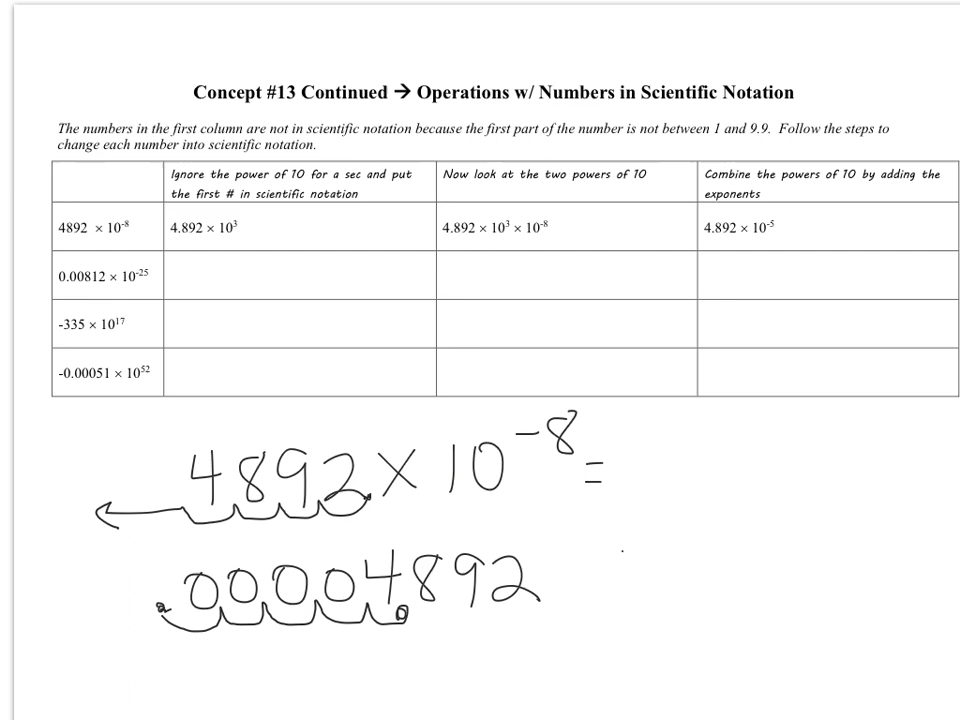 Concept #13 Continued → Operations w/ Numbers in Scientific Notation
The numbers in the first column are not in scientific notation because the first part of the number is not between 1 and 9.9. Follow the steps to
change each number into scientific notation.
Ignore the power of 10 for a sec and put
the first # in scientific notation
Now look at the two powers of 10
Combine the powers of 10 by adding the
exponents
4892 × 10⁻⁸ 4.892 × 10³ 4.892 × 10³ × 10⁻⁸ 4.892 × 10⁻⁵
0.00812 × 10⁻²⁵
-335 × 10¹⁷
-0.00051 × 10⁵²
4892. × 10⁻⁸ =
.00004892